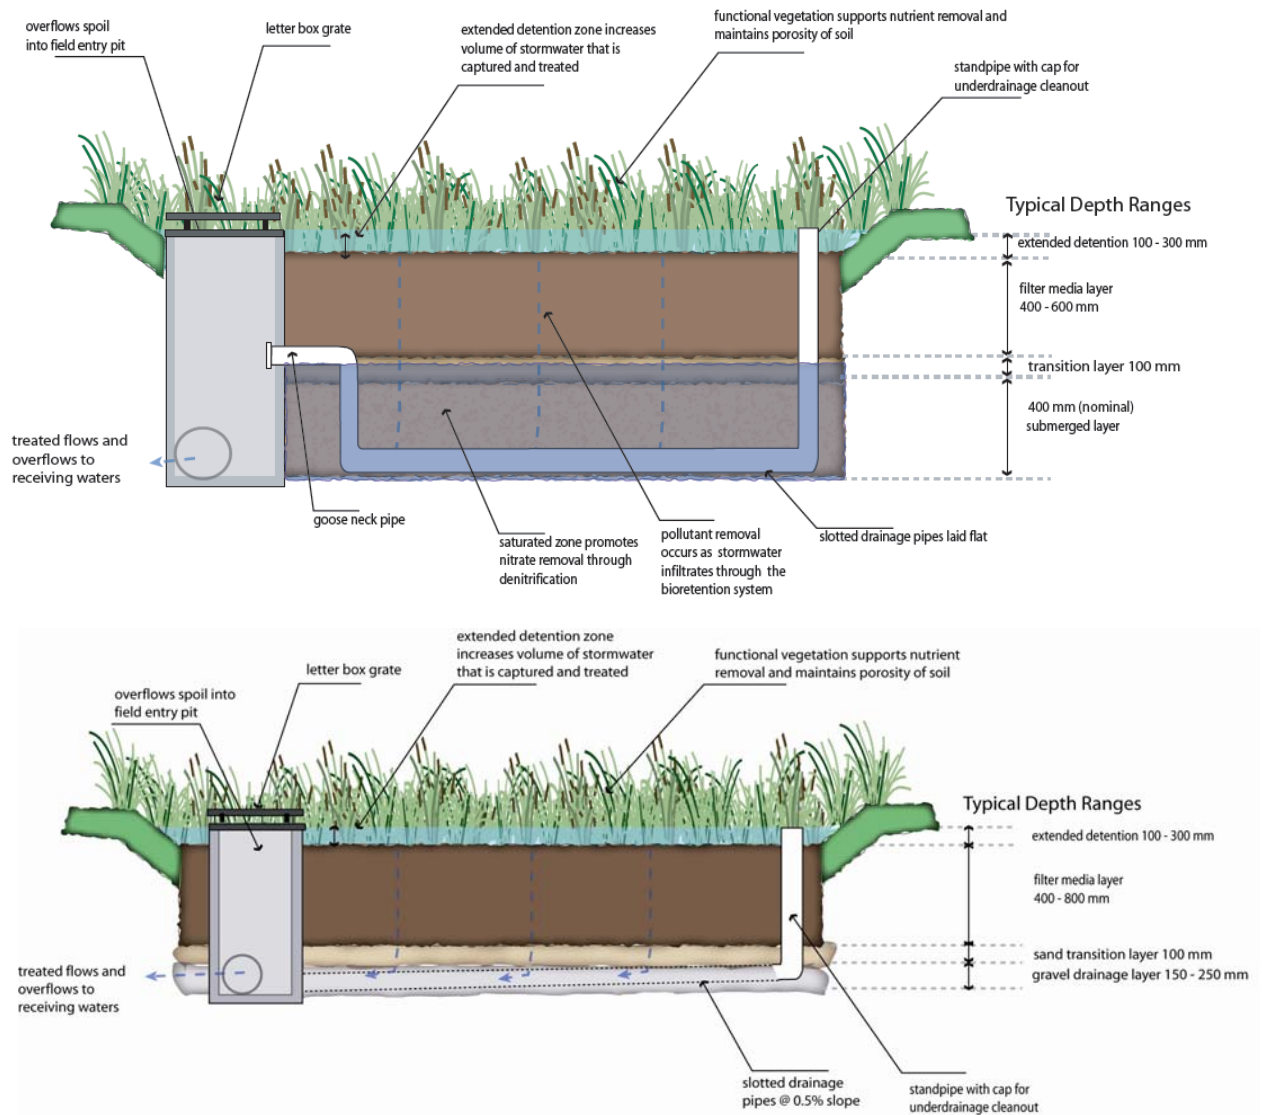 overflows spoil
into field entry pit
letter box grate
extended detention zone increases
volume of stormwater that is
captured and treated
functional vegetation supports nutrient removal and
maintains porosity of soil
standpipe with cap for
underdrainage cleanout
Typical Depth Ranges
extended detention 100 - 300 mm
filter media layer
400 - 600 mm
transition layer 100 mm
400 mm (nominal)
submerged layer
treated flows and
overflows to
receiving waters
goose neck pipe
saturated zone promotes
nitrate removal through
denitrification
pollutant removal
occurs as stormwater
infiltrates through the
bioretention system
slotted drainage pipes laid flat
extended detention zone
increases volume of stormwater
that is captured and treated
functional vegetation supports nutrient
removal and maintains porosity of soil
letter box grate
overflows spoil into
field entry pit
Typical Depth Ranges
extended detention 100 - 300 mm
filter media layer
400 - 800 mm
sand transition layer 100 mm
gravel drainage layer 150 - 250 mm
treated flows and
overflows to
receiving waters
slotted drainage
pipes @ 0.5% slope
standpipe with cap for
underdrainage cleanout